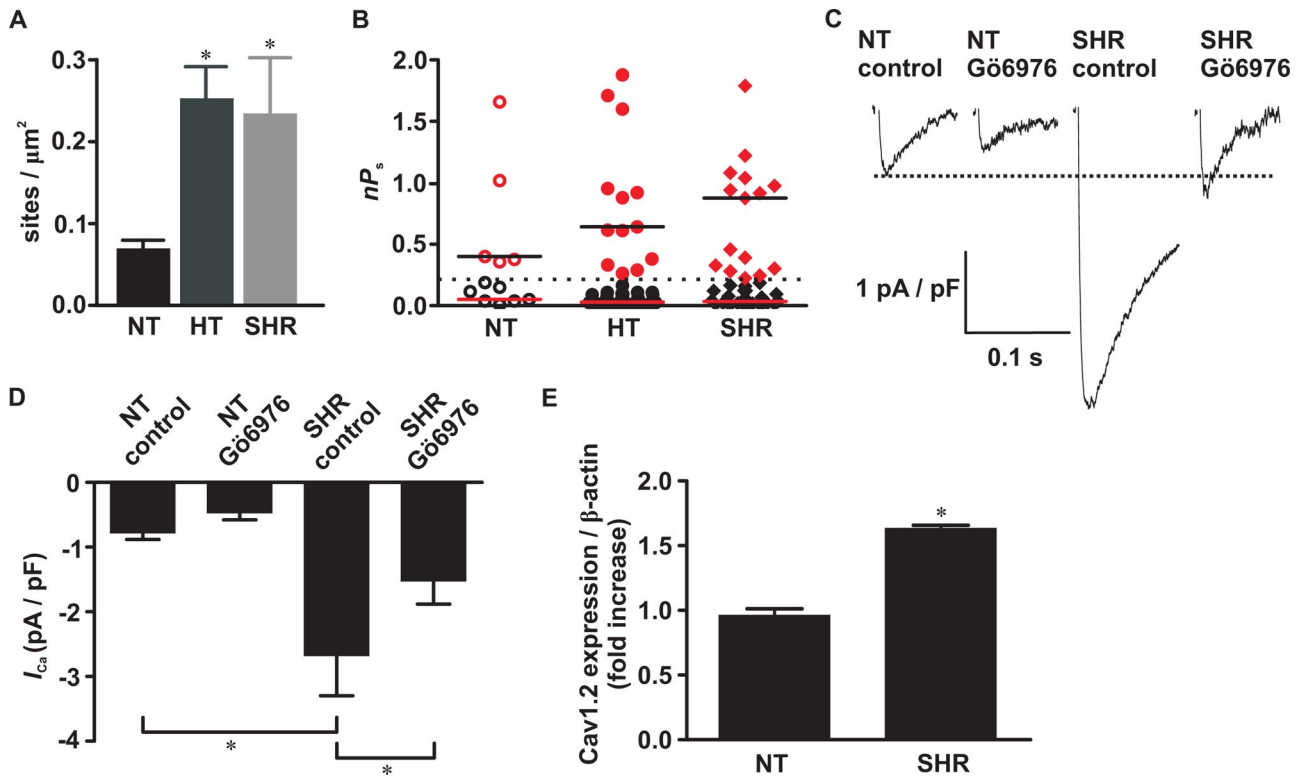 A
sites / μm²
0.3
0.2
0.1
0.0
*
*
NT HT SHR
B
nPs
2.0
1.5
1.0
0.5
0.0
NT HT SHR
C
NT
control
NT
Gö6976
SHR
control
SHR
Gö6976
1 pA / pF
0.1 s
D
NT
control
NT
Gö6976
SHR
control
SHR
Gö6976
ICa (pA / pF)
0
-1
-2
-3
-4
*
*
E
Cav1.2 expression / β-actin
(fold increase)
2.0
1.5
1.0
0.5
0.0
*
NT SHR